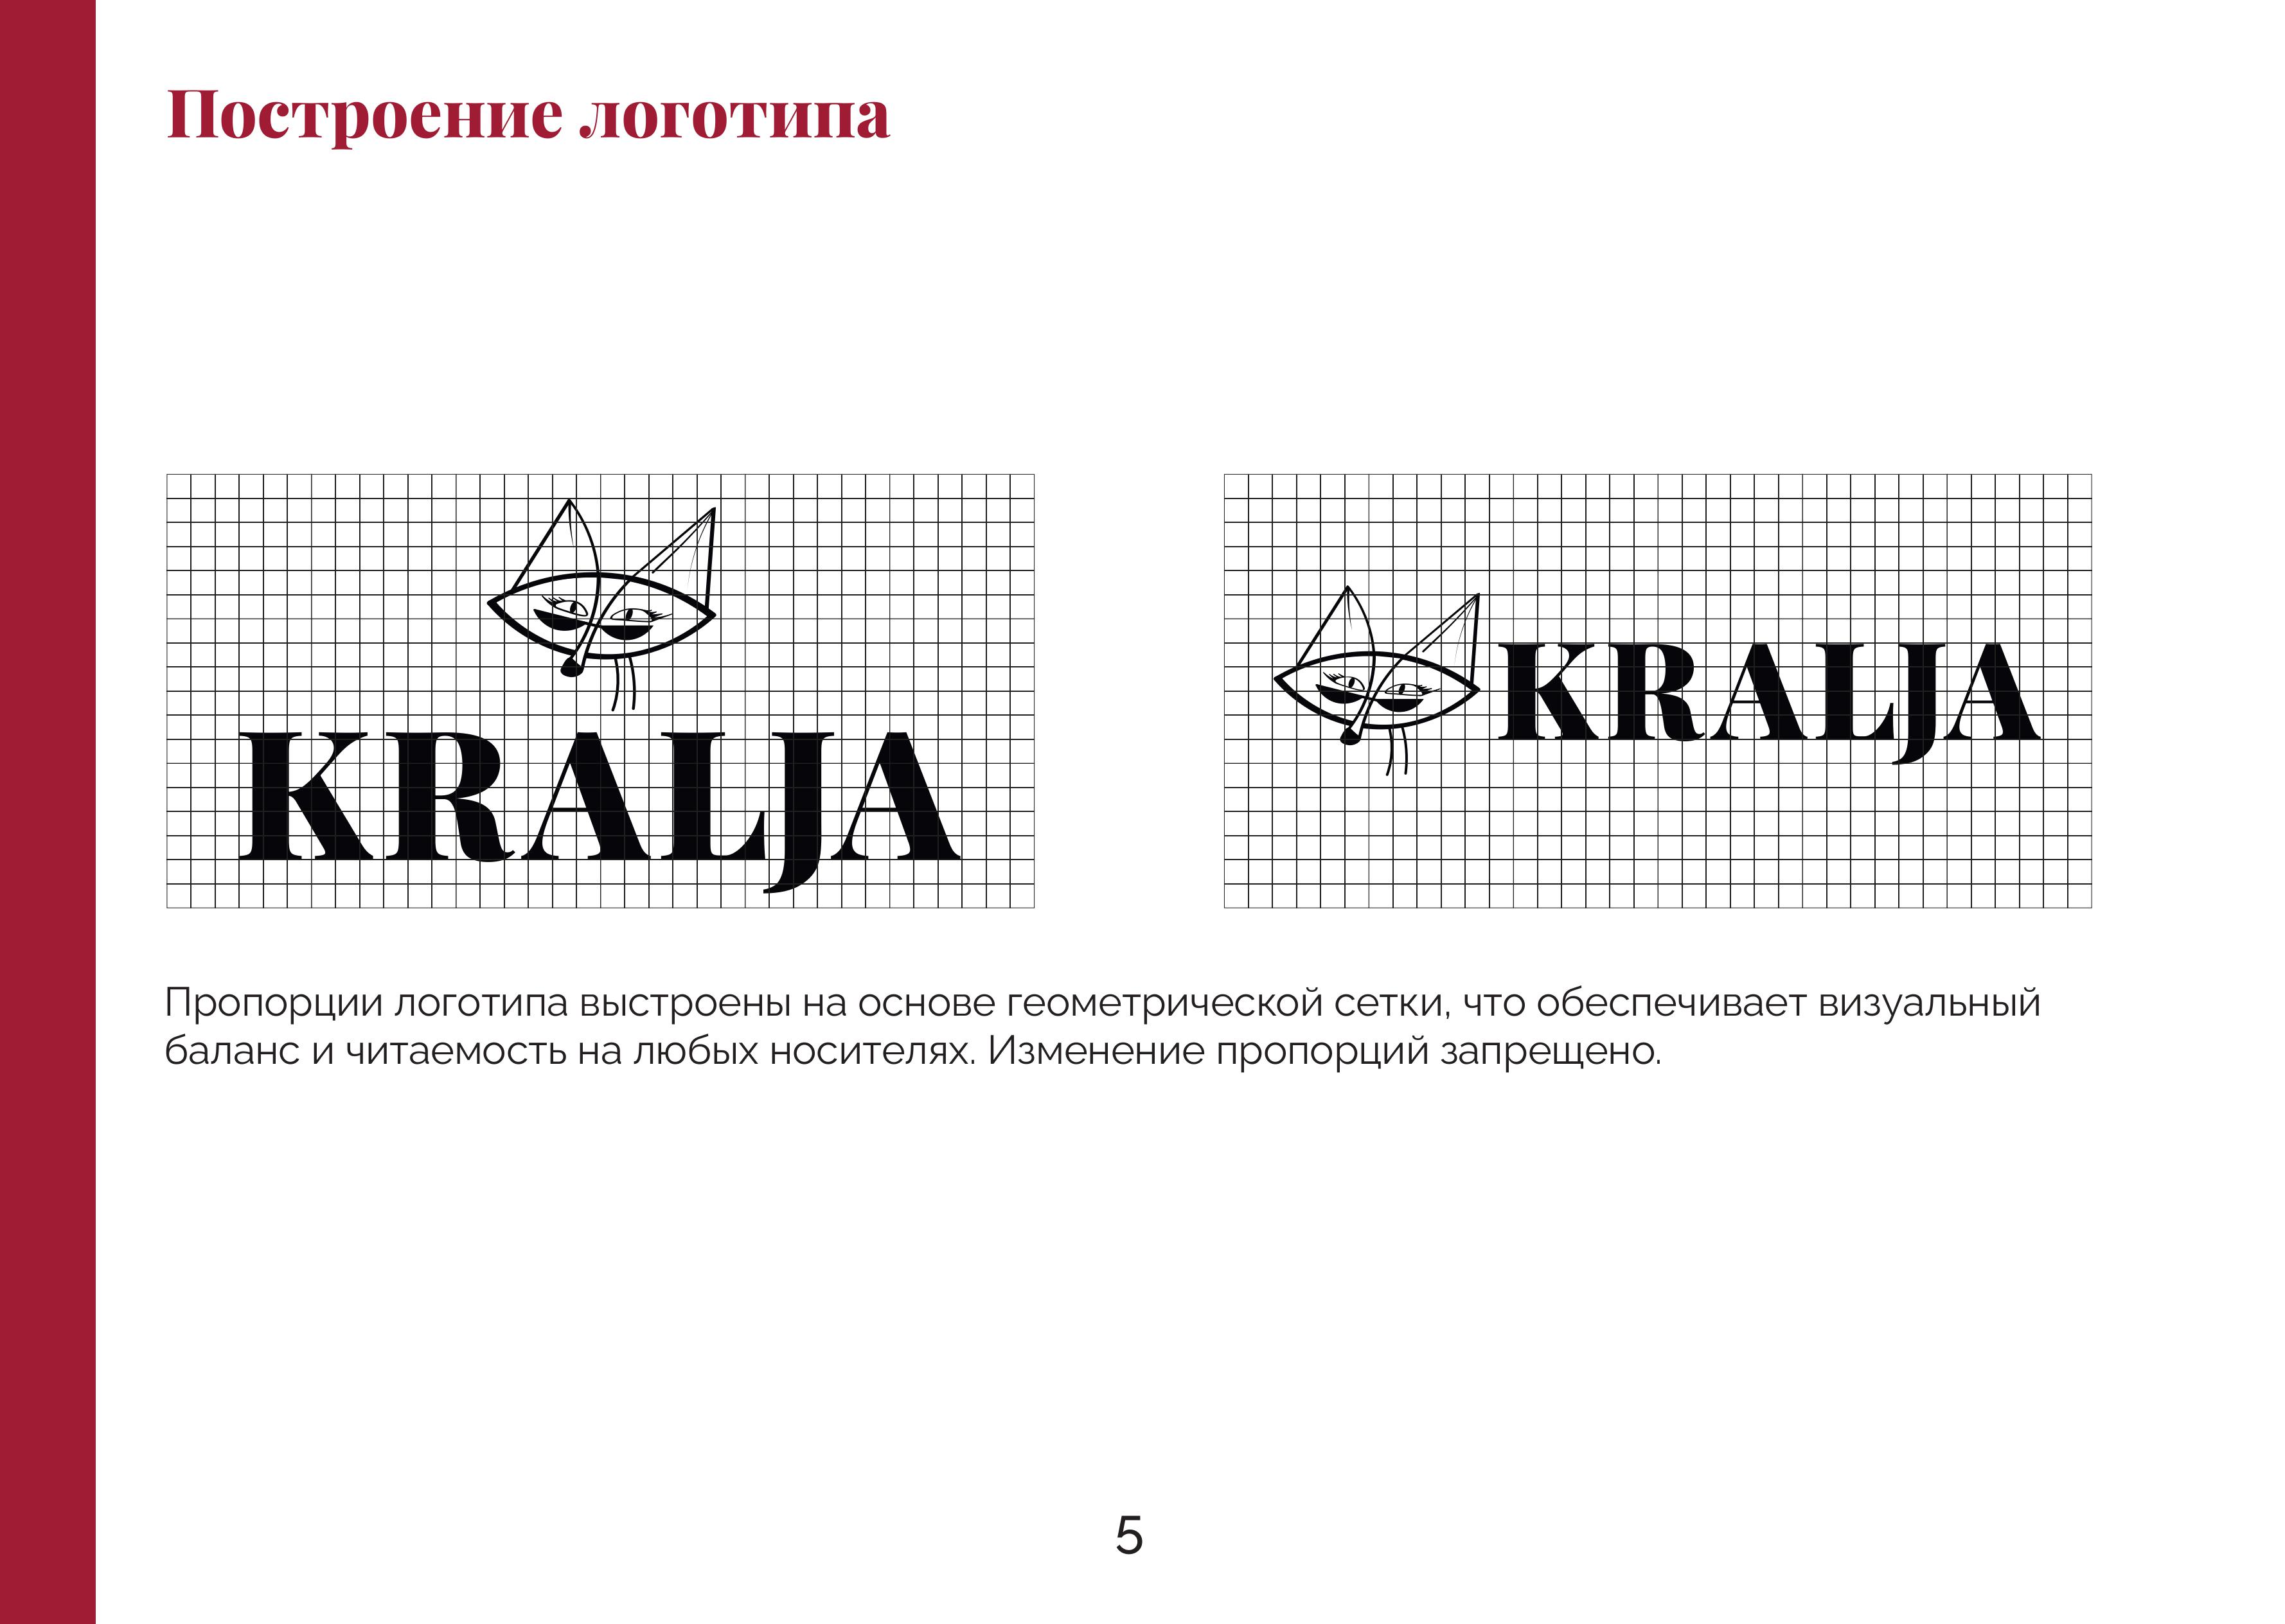 Построение логотипа
KRALJA
KRALJA
Пропорции логотипа выстроены на основе геометрической сетки, что обеспечивает визуальный
баланс и читаемость на любых носителях. Изменение пропорций запрещено.
5